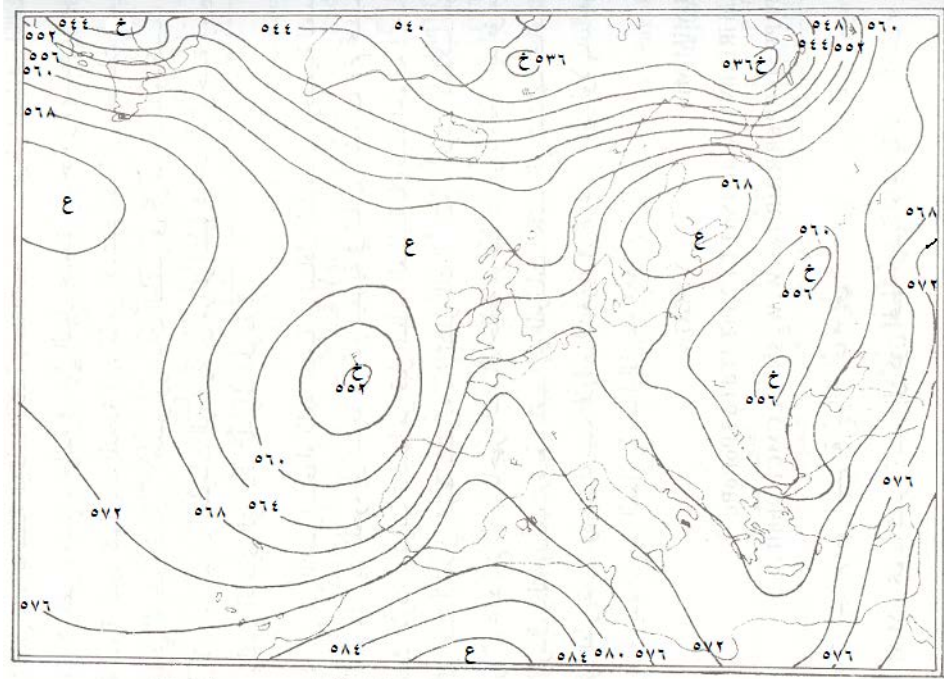 ٥٤٤ خ ٥٤٤ ٥٤٠ ٥٤٨ ٥٦٠
٥٥٢ ٥٤٤ ٥٥٢
٥٥٦ خ ٥٣٦ ٥٣٦ خ
٥٦٠
٥٦٨
٥٦٨
ع ٥٦٨
ع ع ٥٦٠
خ
٥٥٦ ٥٧٢
خ خ
٥٥٢ ٥٥٦
٥٦٠
٥٧٢ ٥٦٨ ٥٦٤ ٥٧٦
٥٧٦
٥٨٤ ع ٥٨٤ ٥٨٠ ٥٧٦ ٥٧٢ ٥٧٦